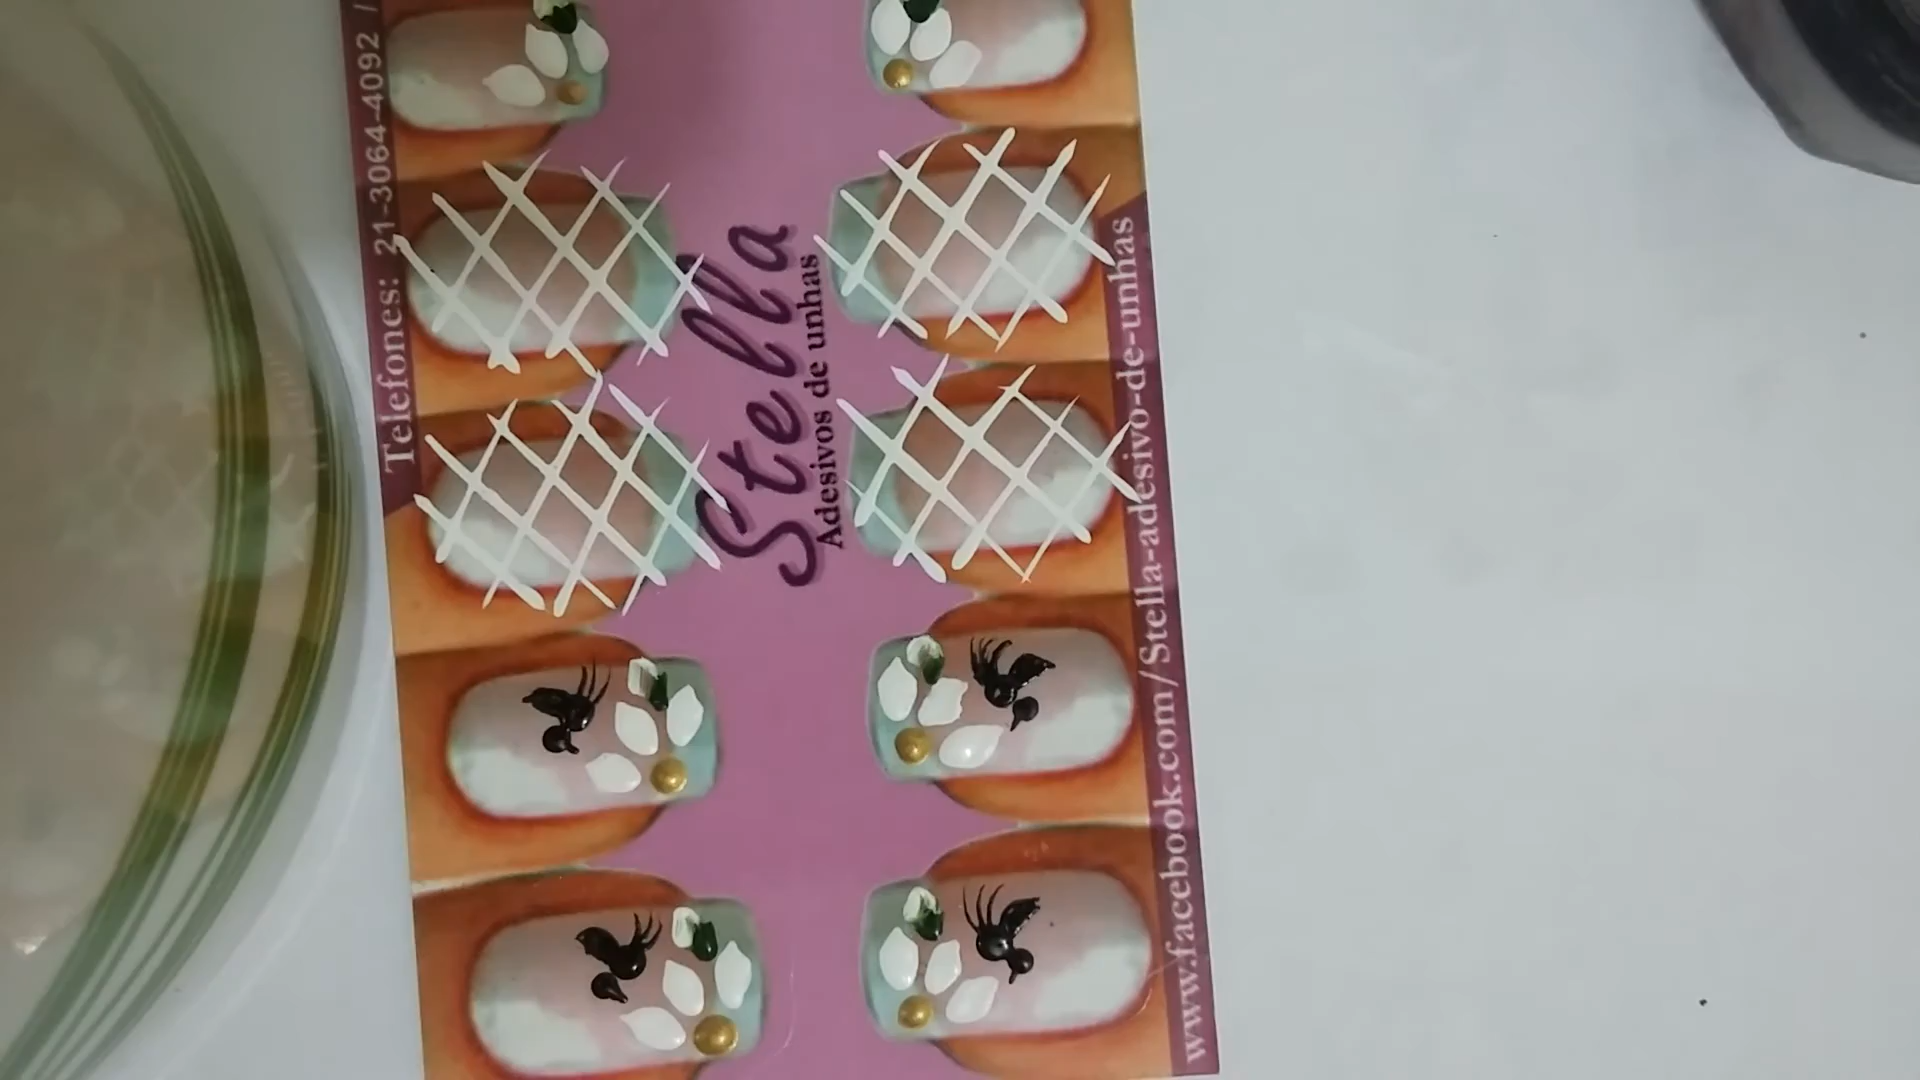 Telefones: 21-3064-4092 /
Stella
Adesivos de unhas
www.facebook.com/Stella-adesivo-de-unhas